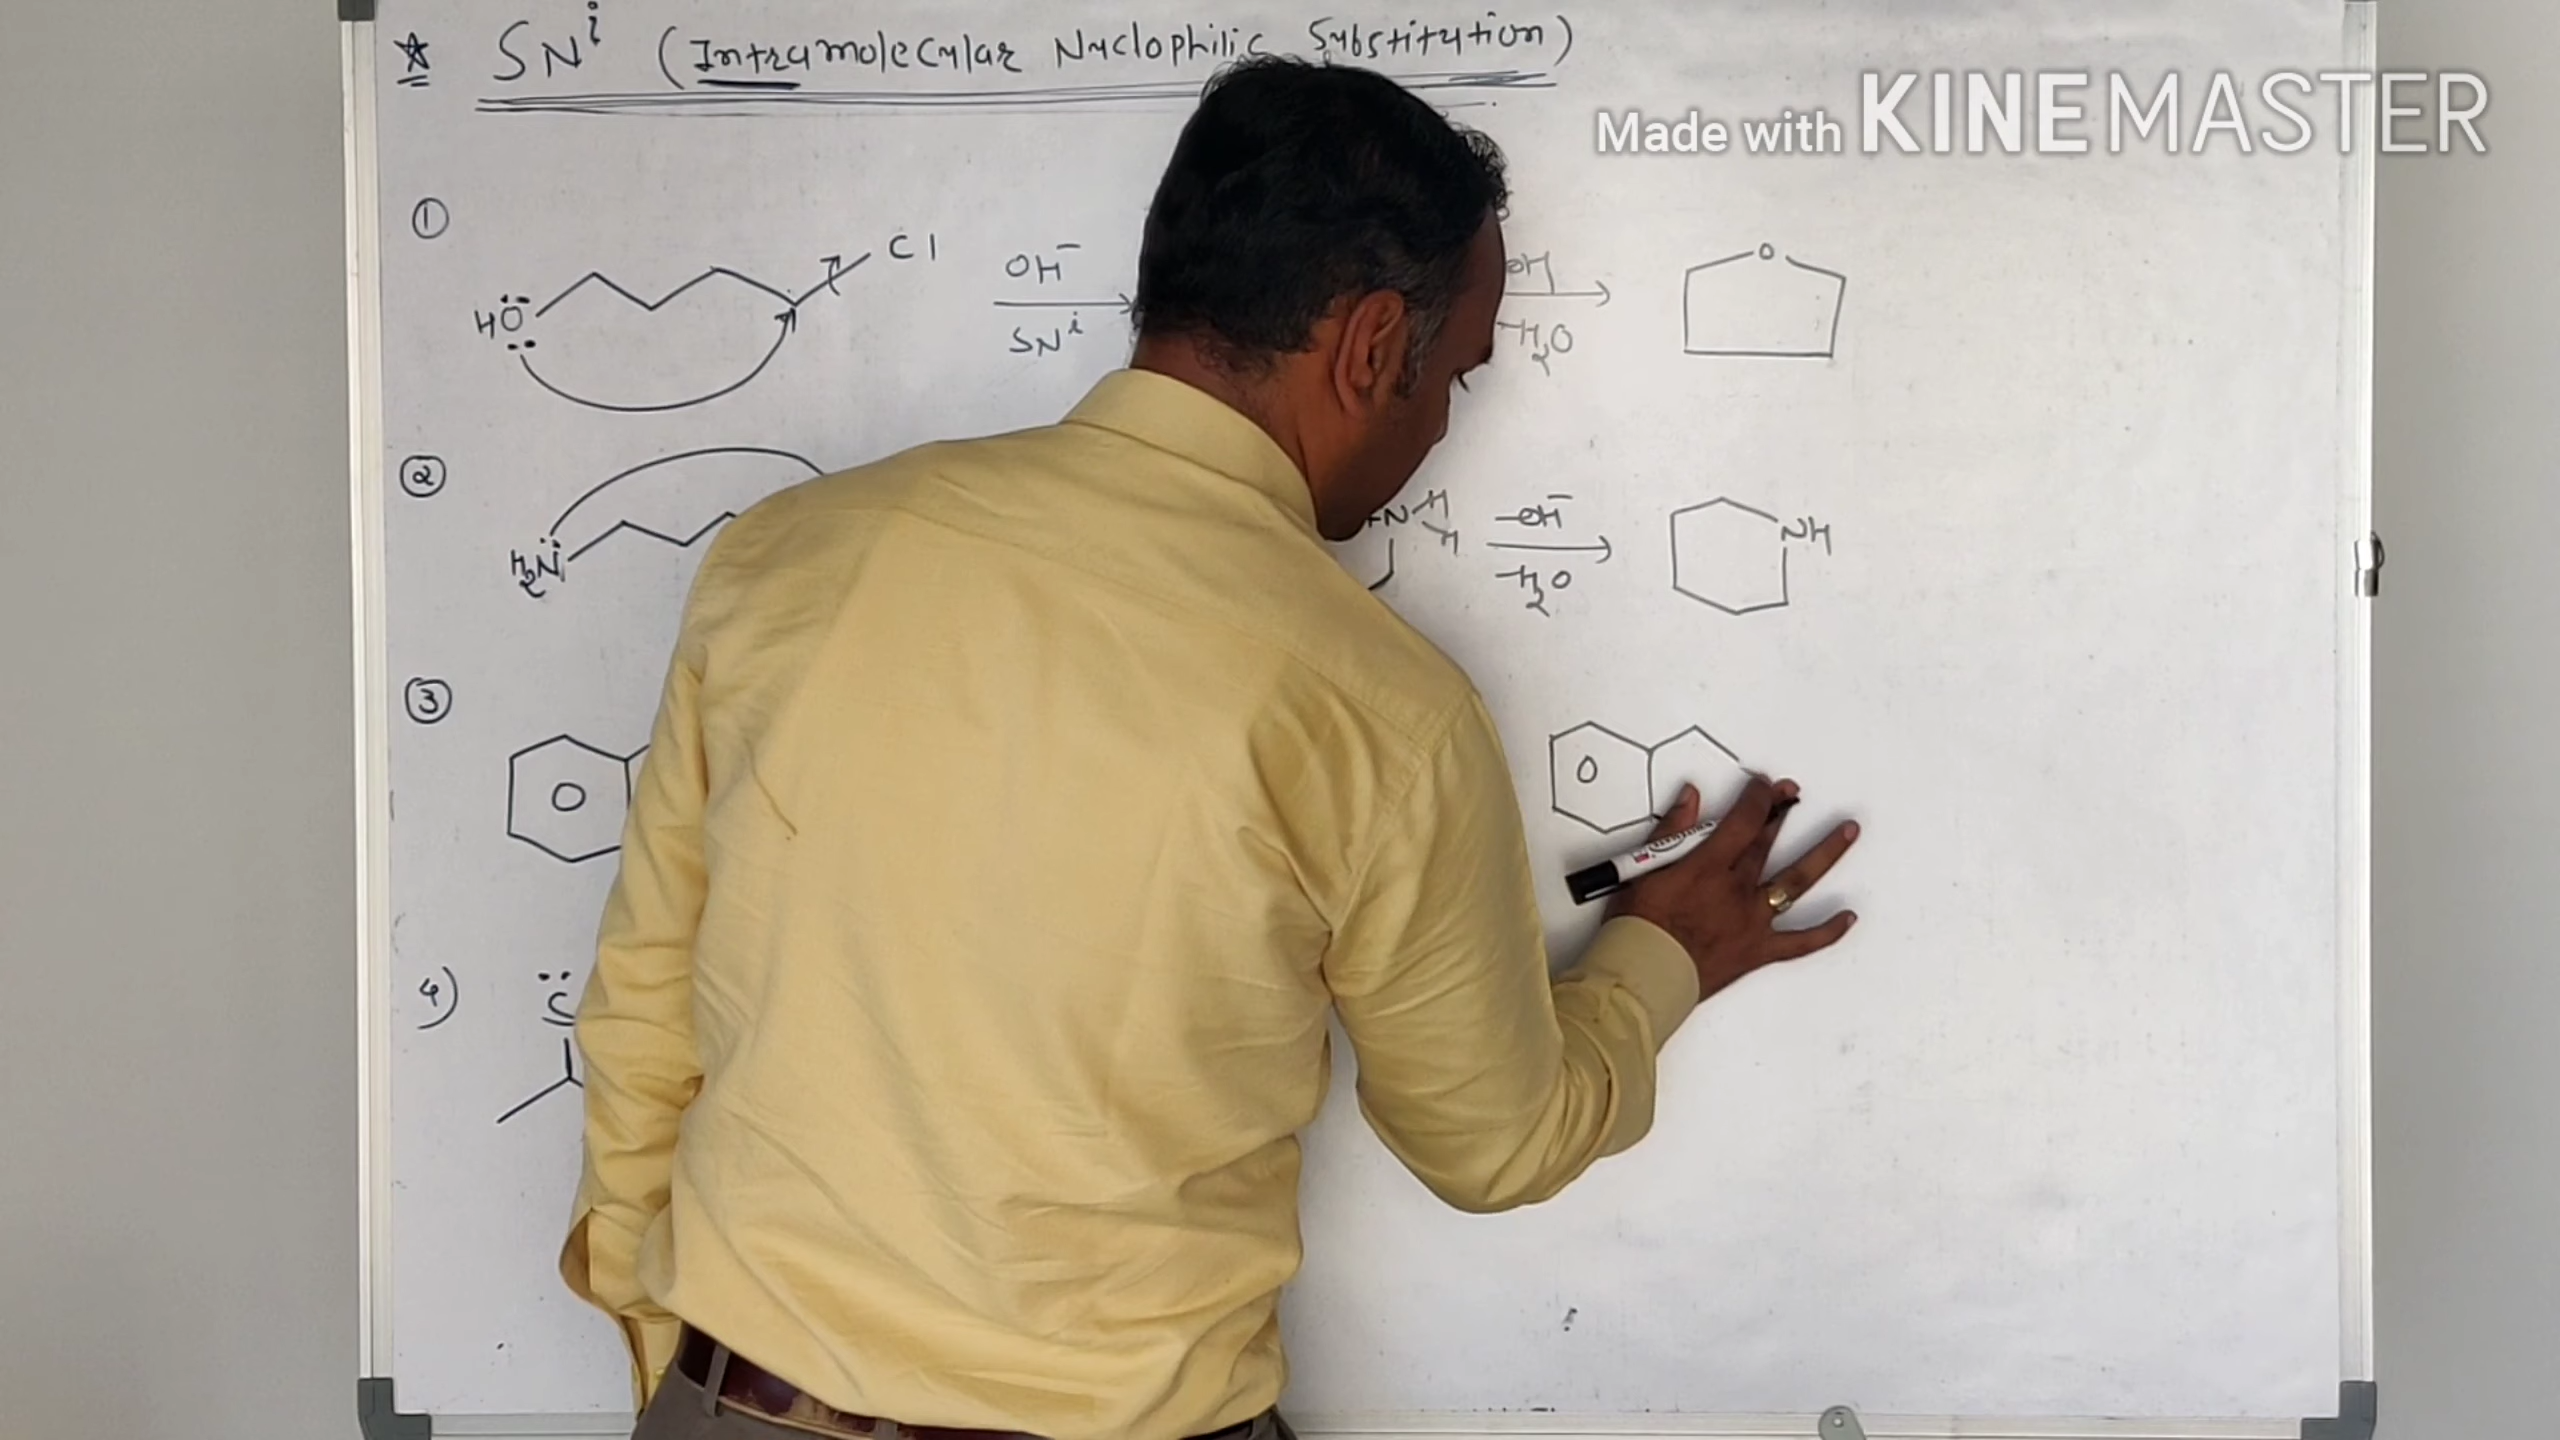 SNⁱ (Intramolecular Nuclophilic Substitution)
Made with KINEMASTER
①
HO
Cl
OH⁻
SNⁱ
OH
-H₂O
O
②
H₂N
+N
H
H
-OH⁻
-H₂O
NH
③
4)